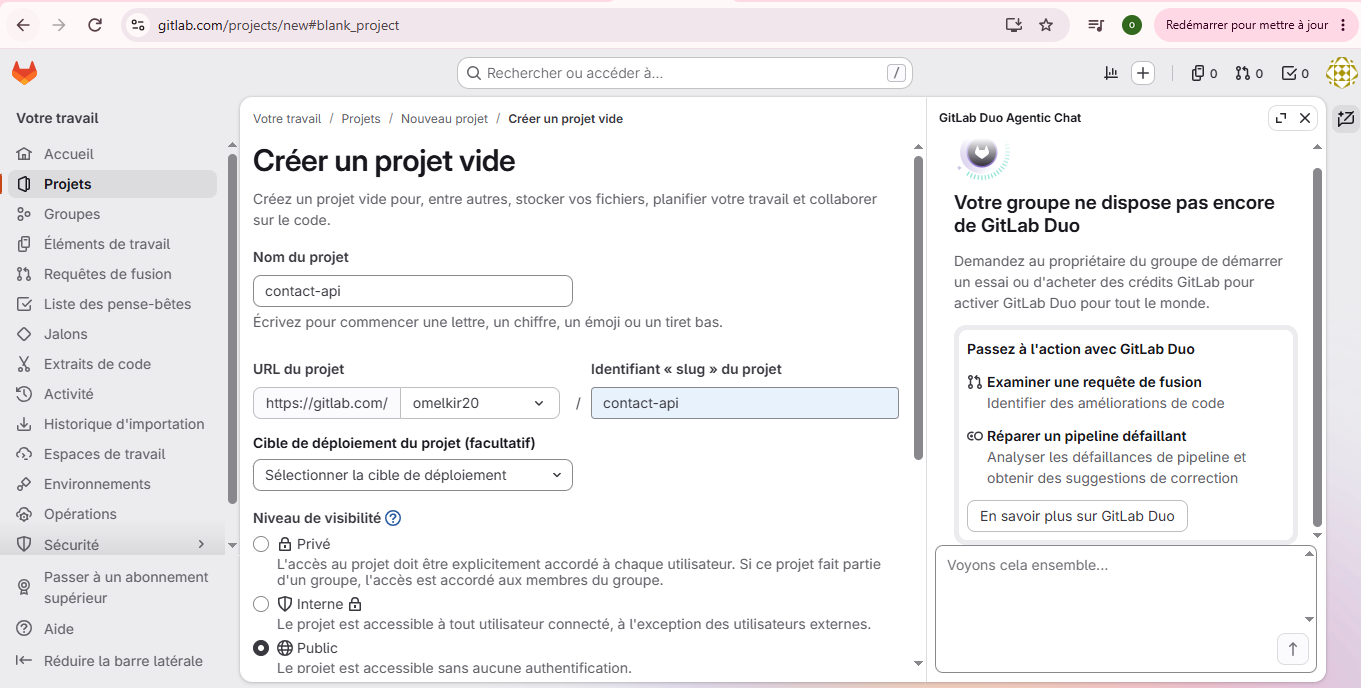 gitlab.com/projects/new#blank_project
o
Redémarrer pour mettre à jour
Rechercher ou accéder à...
/
0
0
0
Votre travail
Accueil
Projets
Groupes
Éléments de travail
Requêtes de fusion
Liste des pense-bêtes
Jalons
Extraits de code
Activité
Historique d'importation
Espaces de travail
Environnements
Opérations
Sécurité
Passer à un abonnement
supérieur
Aide
Réduire la barre latérale
Votre travail / Projets / Nouveau projet / Créer un projet vide
Créer un projet vide
Créez un projet vide pour, entre autres, stocker vos fichiers, planifier votre travail et collaborer
sur le code.
Nom du projet
contact-api
Écrivez pour commencer une lettre, un chiffre, un émoji ou un tiret bas.
URL du projet
Identifiant « slug » du projet
https://gitlab.com/ omelkir20 / contact-api
Cible de déploiement du projet (facultatif)
Sélectionner la cible de déploiement
Niveau de visibilité
Privé
L'accès au projet doit être explicitement accordé à chaque utilisateur. Si ce projet fait partie
d'un groupe, l'accès est accordé aux membres du groupe.
Interne
Le projet est accessible à tout utilisateur connecté, à l'exception des utilisateurs externes.
Public
Le projet est accessible sans aucune authentification.
GitLab Duo Agentic Chat
Votre groupe ne dispose pas encore
de GitLab Duo
Demandez au propriétaire du groupe de démarrer
un essai ou d'acheter des crédits GitLab pour
activer GitLab Duo pour tout le monde.
Passez à l'action avec GitLab Duo
Examiner une requête de fusion
Identifier des améliorations de code
Réparer un pipeline défaillant
Analyser les défaillances de pipeline et
obtenir des suggestions de correction
En savoir plus sur GitLab Duo
Voyons cela ensemble...